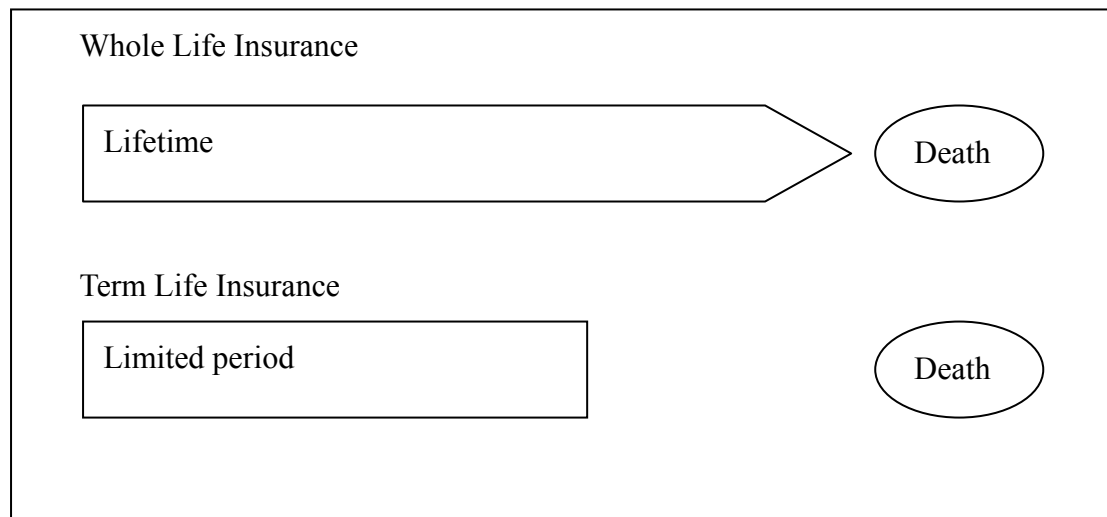 Whole Life Insurance
Lifetime
Death
Term Life Insurance
Limited period
Death